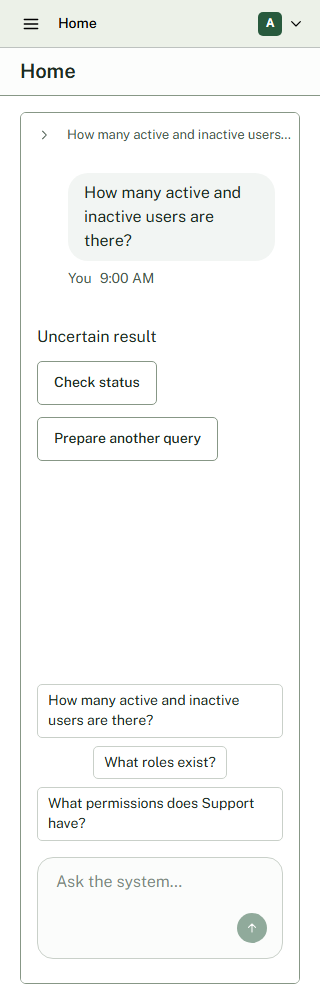 Home
A
Home
How many active and inactive users...
How many active and
inactive users are
there?
You 9:00 AM
Uncertain result
Check status
Prepare another query
How many active and inactive
users are there?
What roles exist?
What permissions does Support
have?
Ask the system...